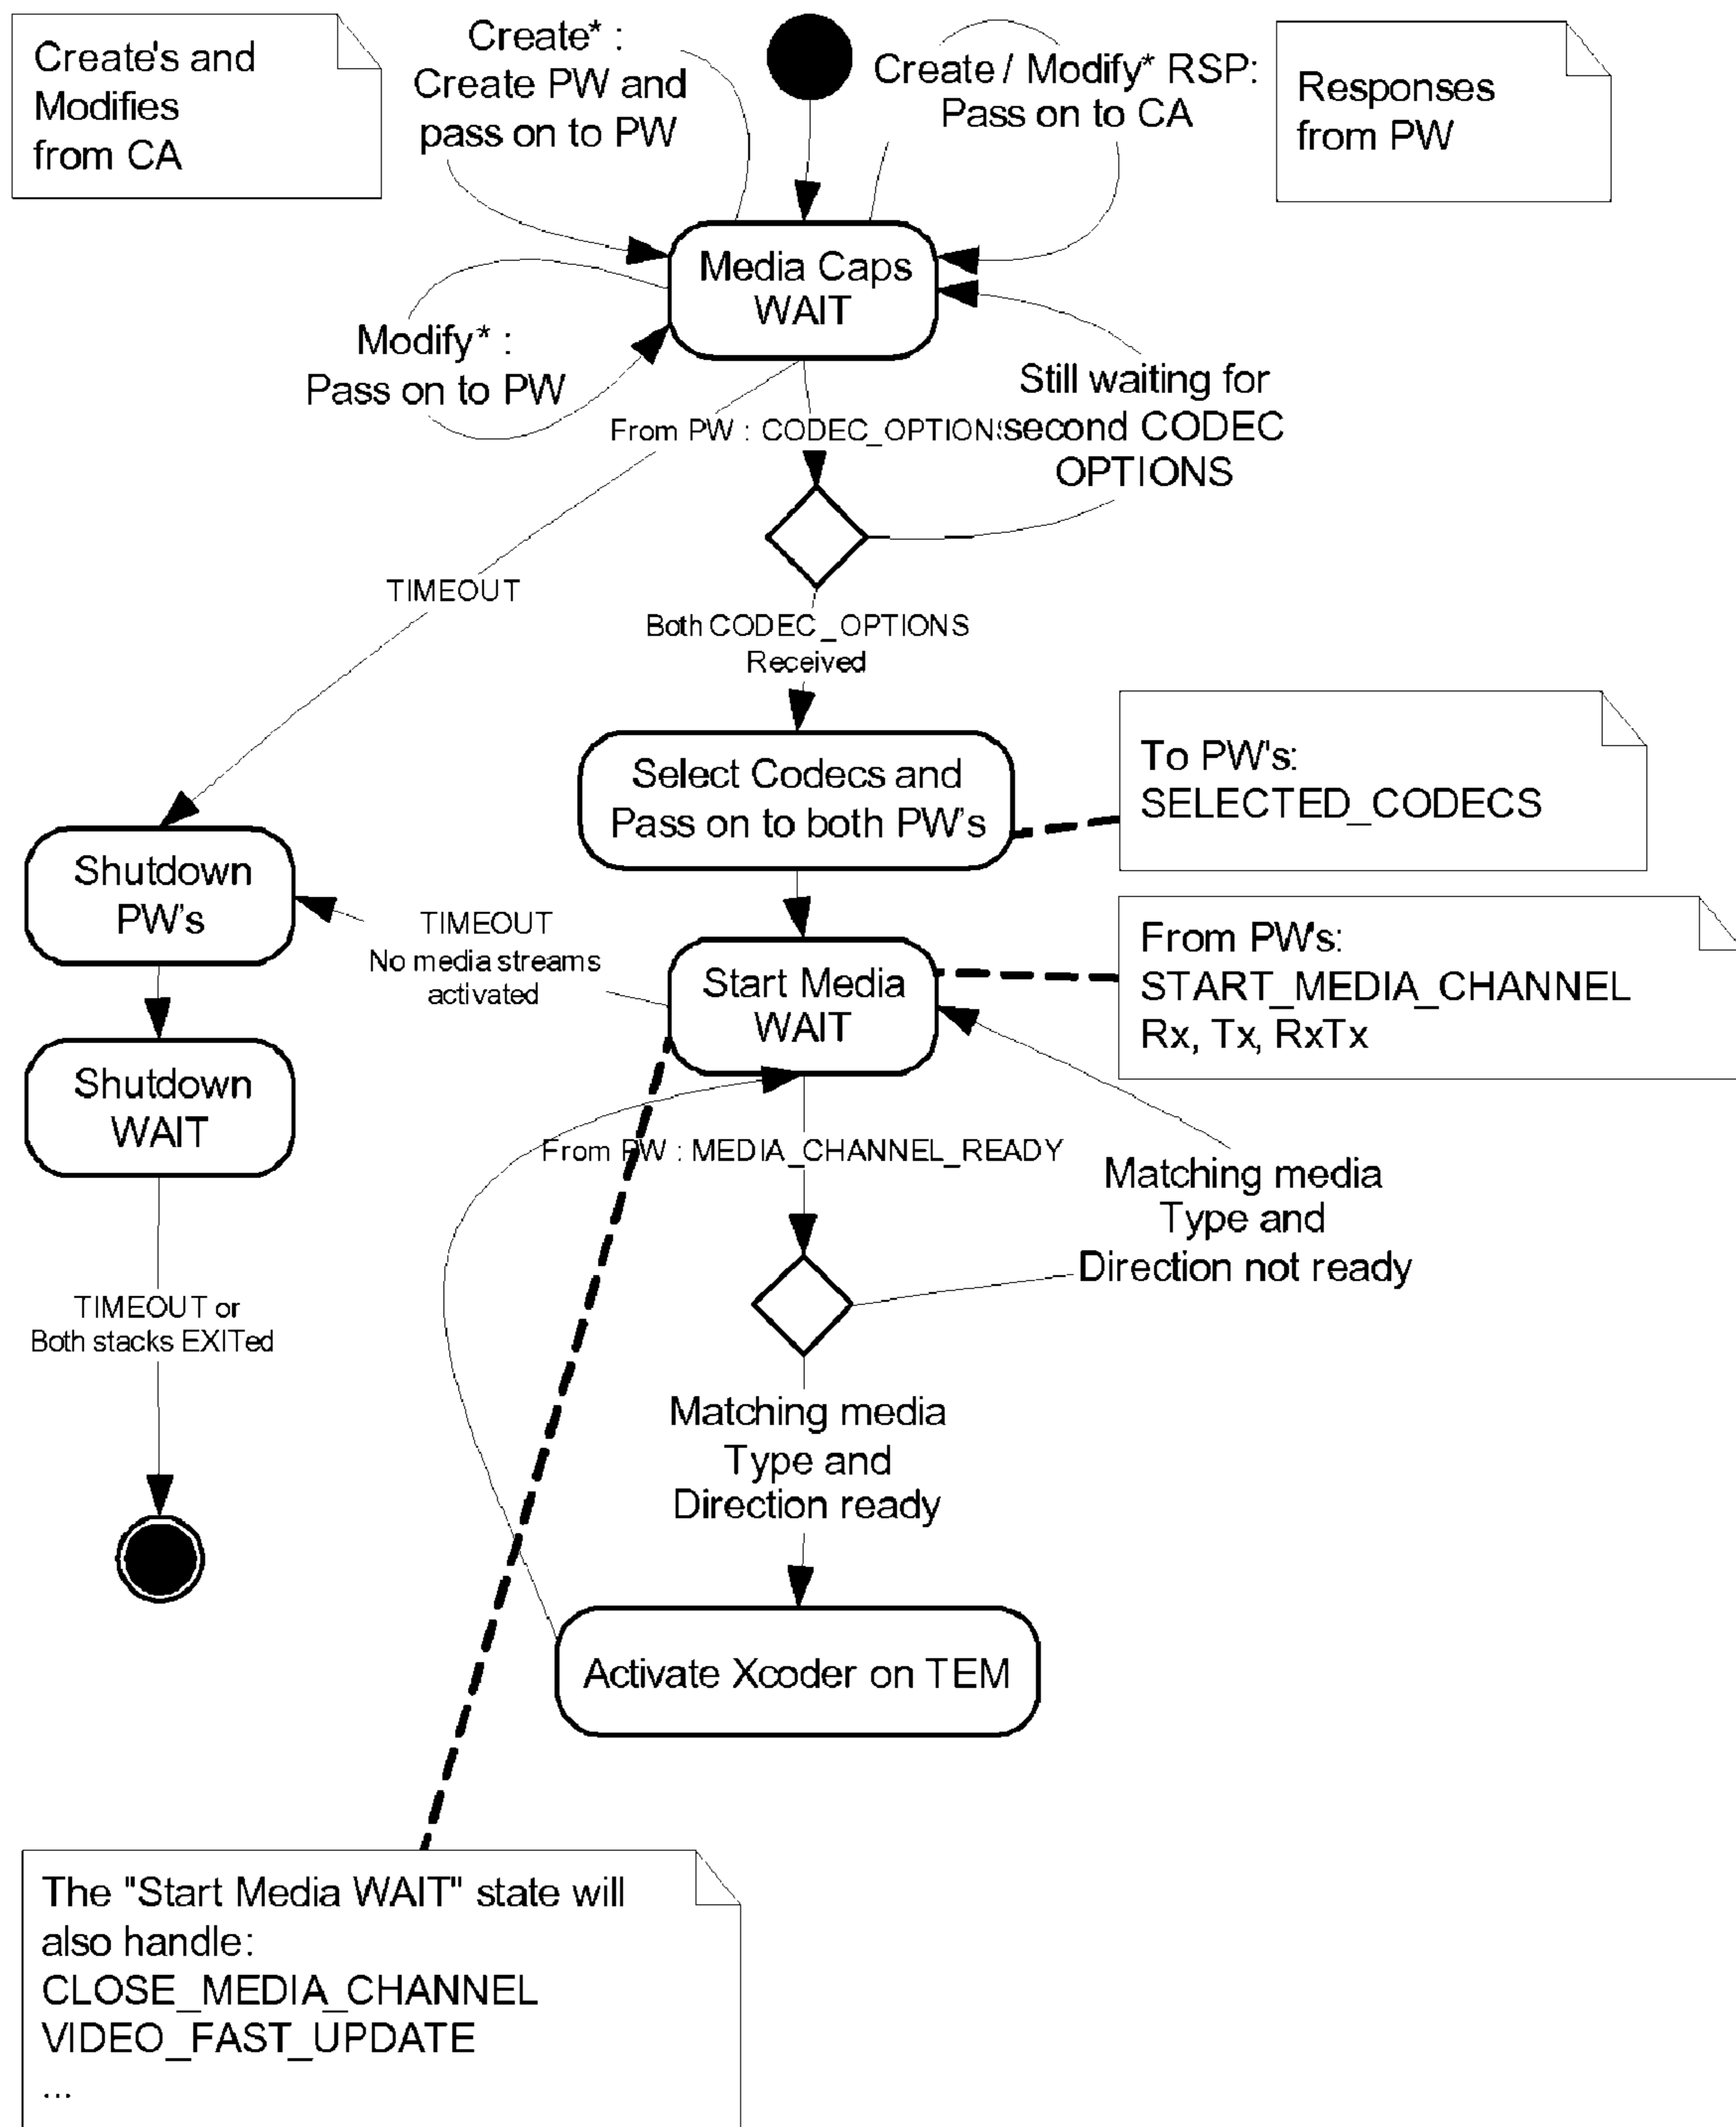 Create's and
Modifies
from CA
Create* :
Create PW and
pass on to PW
Create / Modify* RSP:
Pass on to CA
Responses
from PW
Media Caps
WAIT
Modify* :
Pass on to PW
From PW : CODEC_OPTIONS
Still waiting for
second CODEC
OPTIONS
TIMEOUT
Both CODEC_OPTIONS
Received
Select Codecs and
Pass on to both PW's
To PW's:
SELECTED_CODECS
Shutdown
PW's
TIMEOUT
No media streams
activated
Start Media
WAIT
From PW's:
START_MEDIA_CHANNEL
Rx, Tx, RxTx
Shutdown
WAIT
From PW : MEDIA_CHANNEL_READY
Matching media
Type and
Direction not ready
TIMEOUT or
Both stacks EXITed
Matching media
Type and
Direction ready
Activate Xcoder on TEM
The "Start Media WAIT" state will
also handle:
CLOSE_MEDIA_CHANNEL
VIDEO_FAST_UPDATE
...